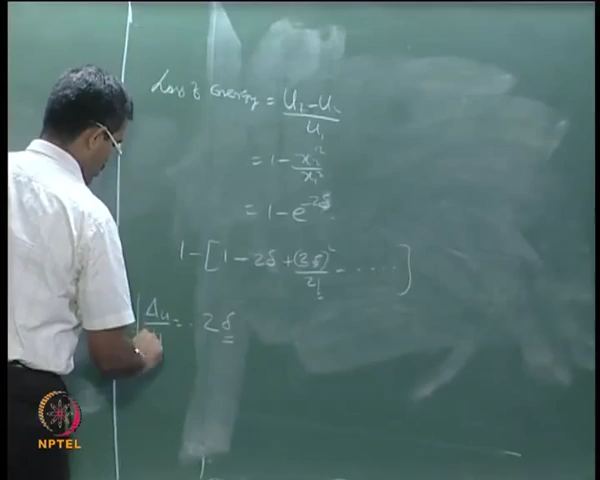 Loss of energy = U₁ - U₂ / U₁
= 1 - x₂² / x₁²
= 1 - e^-2δ
1 - [1 - 2δ + (2δ)² / 2! - ......]
Δu / u = 2δ
NPTEL